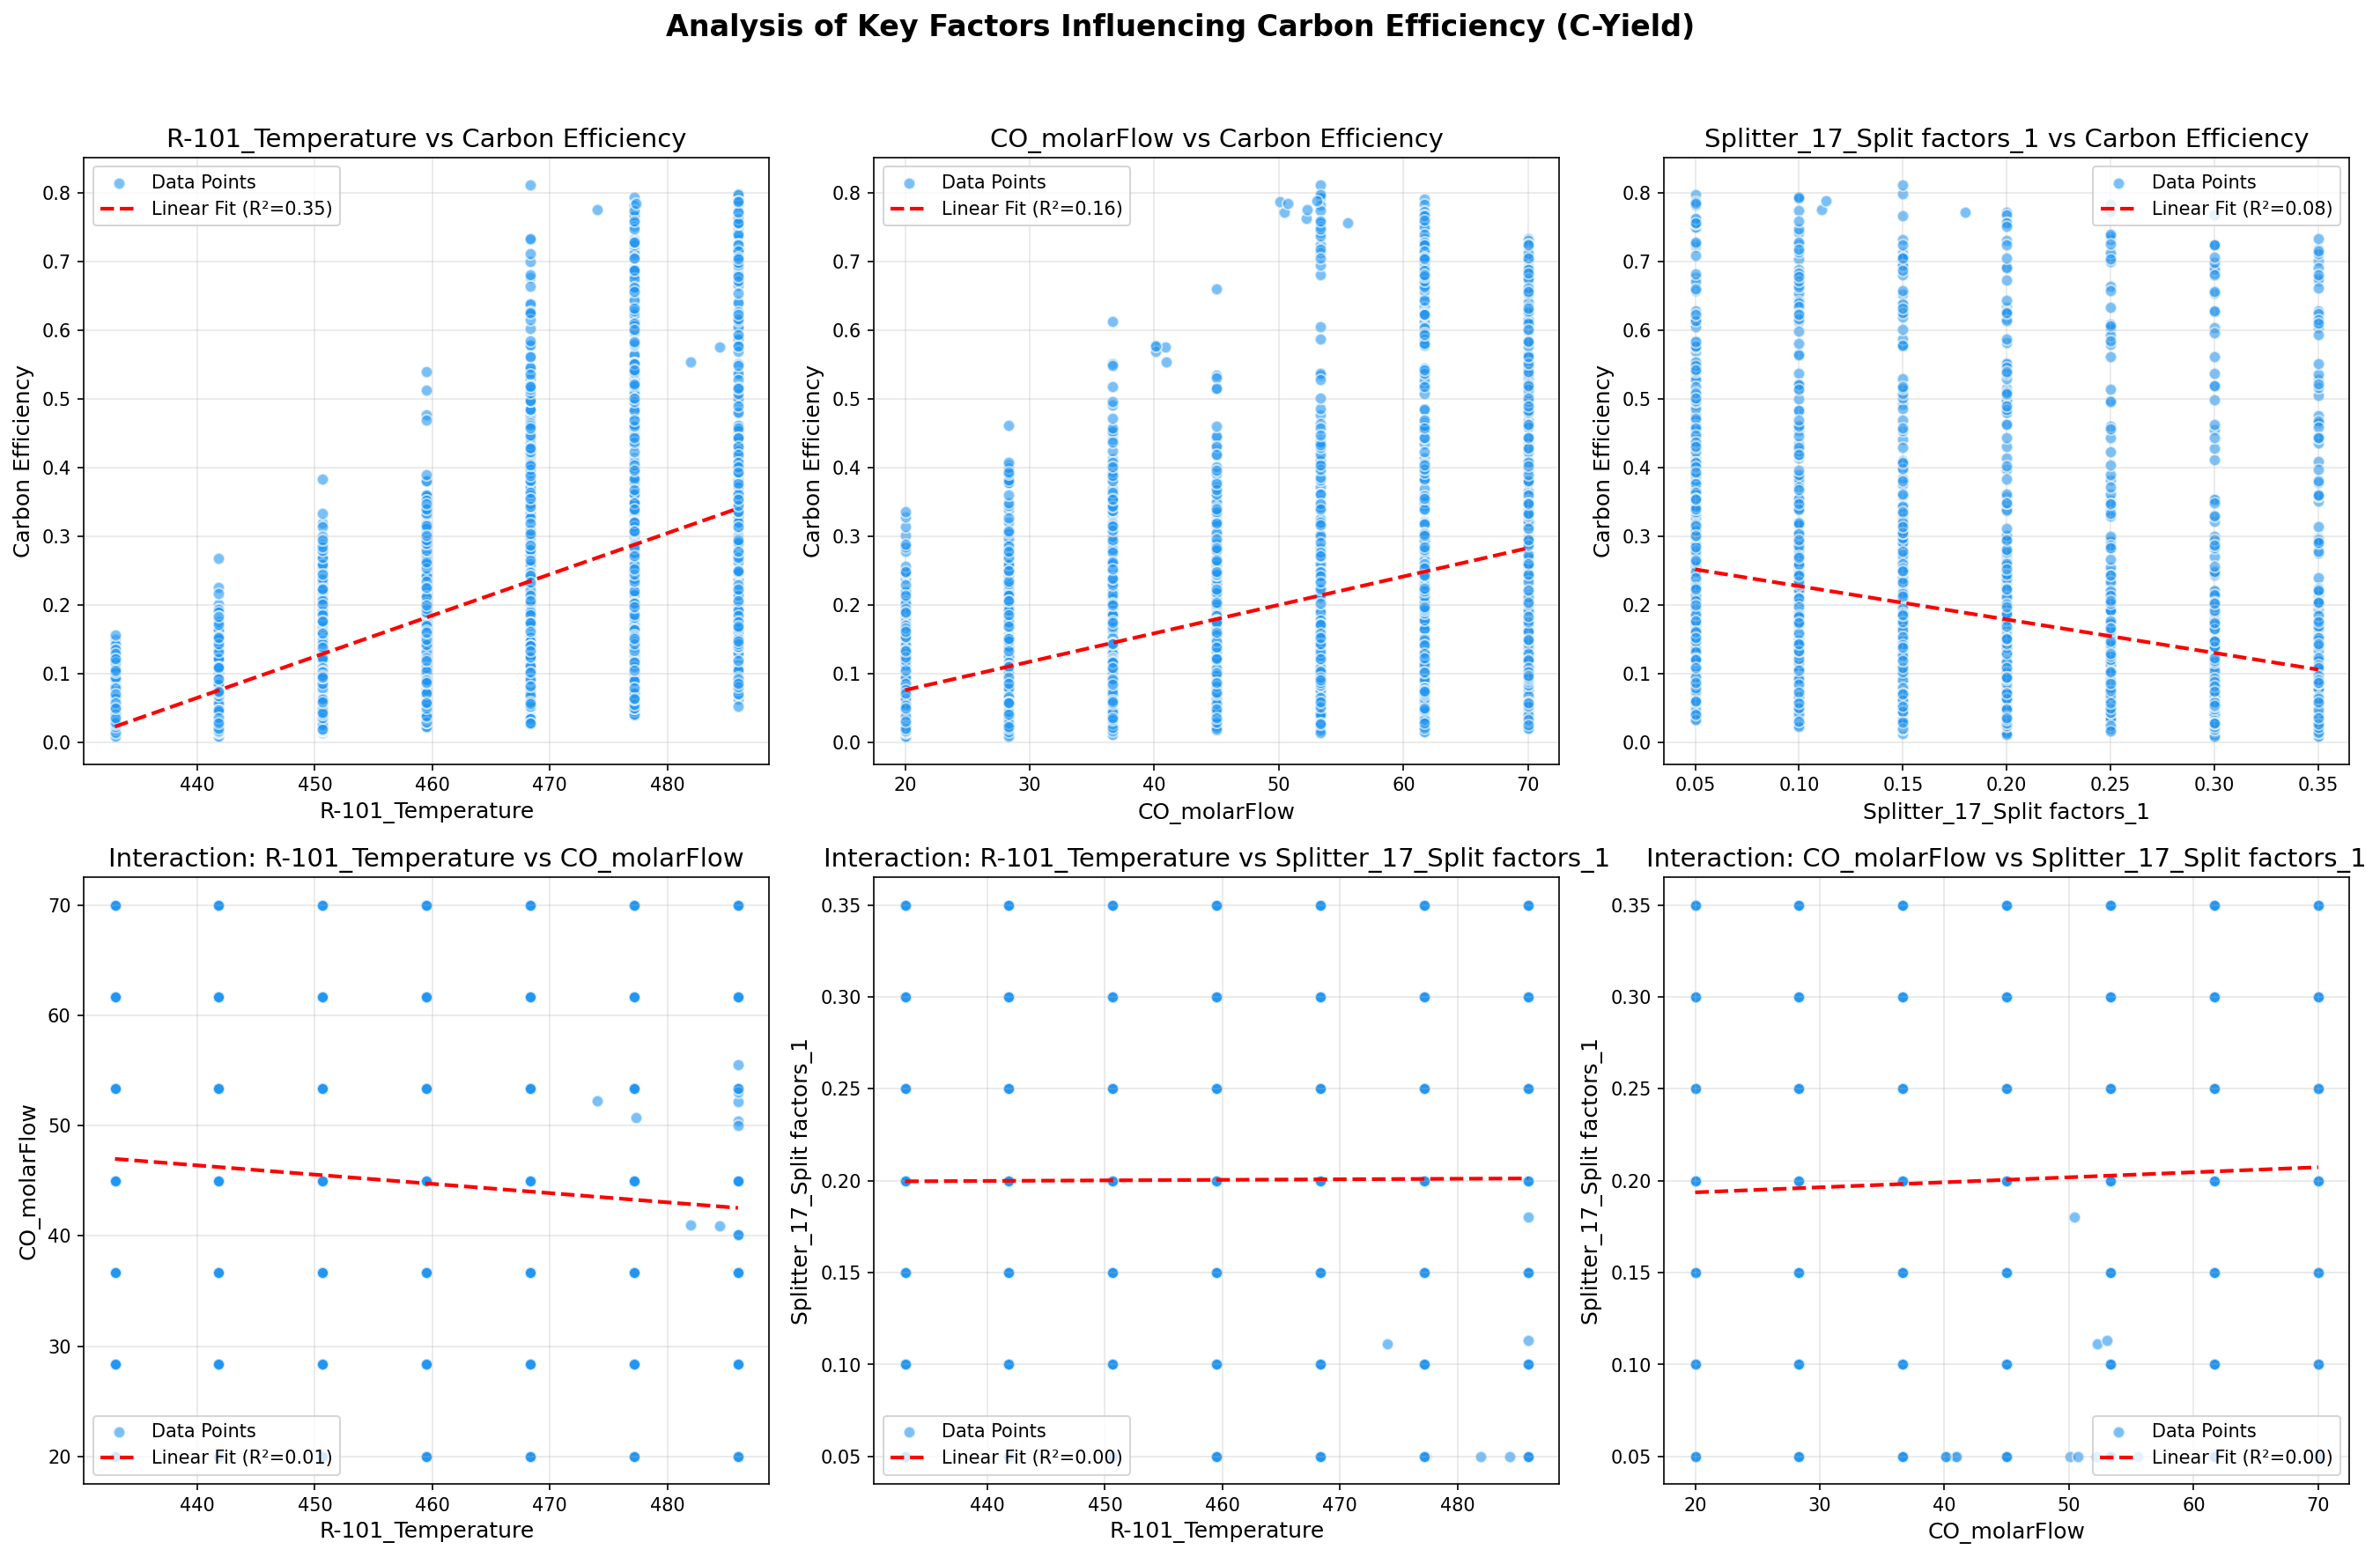 Analysis of Key Factors Influencing Carbon Efficiency (C-Yield)
R-101_Temperature vs Carbon Efficiency
Data Points
Linear Fit (R²=0.35)
Carbon Efficiency
0.8
0.7
0.6
0.5
0.4
0.3
0.2
0.1
0.0
440 450 460 470 480
R-101_Temperature
CO_molarFlow vs Carbon Efficiency
Data Points
Linear Fit (R²=0.16)
Carbon Efficiency
0.8
0.7
0.6
0.5
0.4
0.3
0.2
0.1
0.0
20 30 40 50 60 70
CO_molarFlow
Splitter_17_Split factors_1 vs Carbon Efficiency
Data Points
Linear Fit (R²=0.08)
Carbon Efficiency
0.8
0.7
0.6
0.5
0.4
0.3
0.2
0.1
0.0
0.05 0.10 0.15 0.20 0.25 0.30 0.35
Splitter_17_Split factors_1
Interaction: R-101_Temperature vs CO_molarFlow
CO_molarFlow
70
60
50
40
30
20
Data Points
Linear Fit (R²=0.01)
440 450 460 470 480
R-101_Temperature
Interaction: R-101_Temperature vs Splitter_17_Split factors_1
Splitter_17_Split factors_1
0.35
0.30
0.25
0.20
0.15
0.10
0.05
Data Points
Linear Fit (R²=0.00)
440 450 460 470 480
R-101_Temperature
Interaction: CO_molarFlow vs Splitter_17_Split factors_1
Splitter_17_Split factors_1
0.35
0.30
0.25
0.20
0.15
0.10
0.05
Data Points
Linear Fit (R²=0.00)
20 30 40 50 60 70
CO_molarFlow